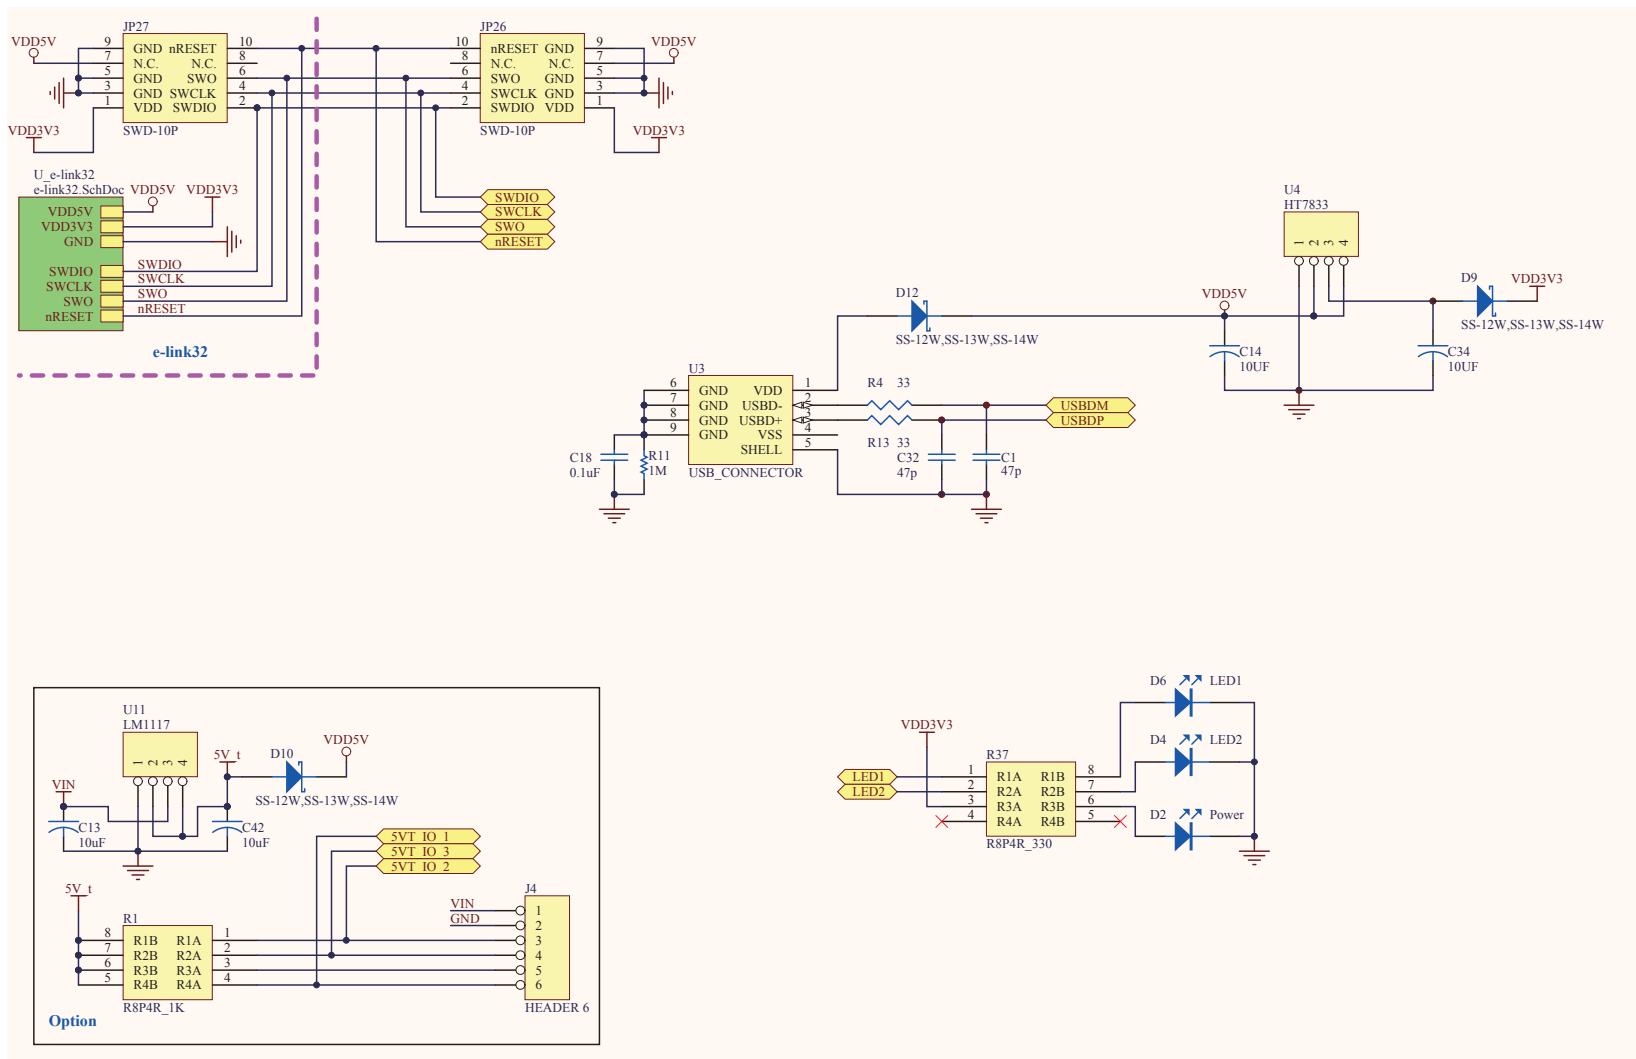 JP27
VDD5V
9 GND nRESET 10
7 N.C. N.C. 8
5 GND SWO 6
3 GND SWCLK 4
1 VDD SWDIO 2
VDD3V3
SWD-10P
JP26
VDD5V
10 nRESET GND 9
8 N.C. N.C. 7
6 SWO GND 5
4 SWCLK GND 3
2 SWDIO VDD 1
SWD-10P
VDD3V3
U_e-link32
e-link32.SchDoc
VDD5V
VDD3V3
VDD5V
VDD3V3
GND
SWDIO SWDIO
SWCLK SWCLK
SWO SWO
nRESET nRESET
e-link32
SWDIO
SWCLK
SWO
nRESET
U4
HT7833
1 2 3 4
D12
SS-12W,SS-13W,SS-14W
VDD5V
C14
10UF
D9
VDD3V3
SS-12W,SS-13W,SS-14W
C34
10UF
U3
6 GND VDD 1
7 GND USBD- 2
8 GND USBD+ 3
9 GND VSS 4
SHELL 5
USB_CONNECTOR
C18
0.1uF
R11
1M
R4 33
R13 33
USBDM
USBDP
C32
47p
C1
47p
U11
LM1117
1 2 3 4
VIN
C13
10uF
5V_t
D10
VDD5V
SS-12W,SS-13W,SS-14W
C42
10uF
5VT_IO_1
5VT_IO_3
5VT_IO_2
5V_t
R1
8 R1B R1A 1
7 R2B R2A 2
6 R3B R3A 3
5 R4B R4A 4
R8P4R_1K
J4
VIN 1
GND 2
3
4
5
6
HEADER 6
Option
VDD3V3
R37
LED1 1 R1A R1B 8
LED2 2 R2A R2B 7
3 R3A R3B 6
4 R4A R4B 5
R8P4R_330
D6 LED1
D4 LED2
D2 Power